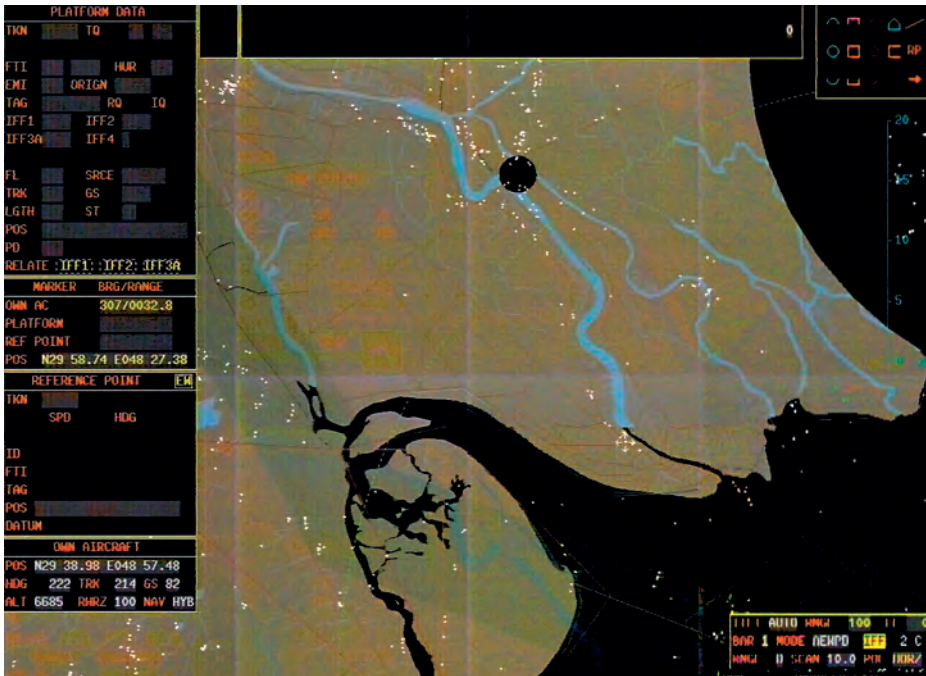 PLATFORM DATA
TKN TQ
FTI HUR
EMI ORIGN
TAG RQ IQ
IFF1 IFF2
IFF3A IFF4
FL SRCE
TRK GS
LGTH ST
POS
PD
RELATE :IFF1: :IFF2: IFF3A
MARKER BRG/RANGE
OWN AC 307/0032.8
PLATFORM
REF POINT
POS N29 58.74 E048 27.38
REFERENCE POINT EW
TKN
SPD HDG
ID
FTI
TAG
POS
DATUM
OWN AIRCRAFT
POS N29 38.98 E048 57.48
HDG 222 TRK 214 GS 82
ALT 6685 RHRZ 100 NAV HYB
0
RP
20
15
10
5
0
AUTO RNGE 100
BAR 1 MODE AEWPD IFF 2 C
SCAN 10.0 POL HORZ